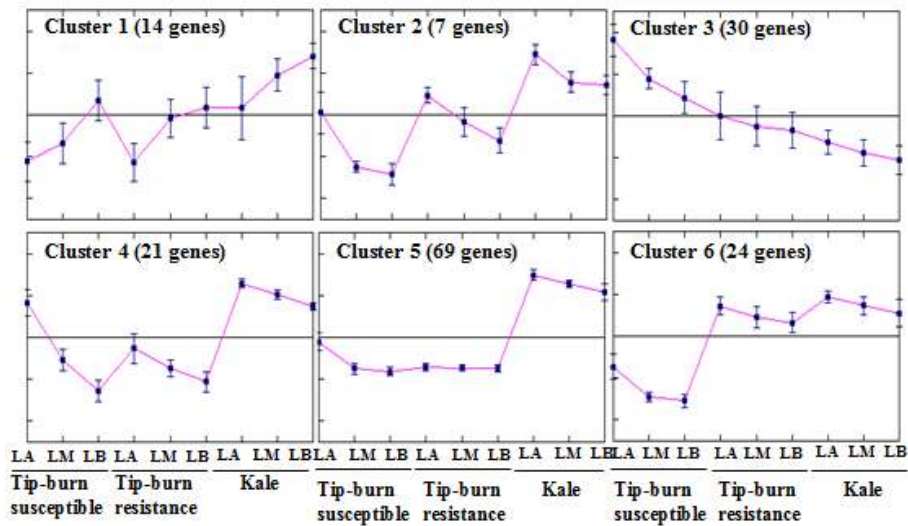 Cluster 1 (14 genes)
Cluster 2 (7 genes)
Cluster 3 (30 genes)
Cluster 4 (21 genes)
Cluster 5 (69 genes)
Cluster 6 (24 genes)
LA LM LB LA LM LB LA LM LB
Tip-burn susceptible
Tip-burn resistance
Kale
LA LM LB LA LM LB LA LM LB
Tip-burn susceptible
Tip-burn resistance
Kale
LA LM LB LA LM LB LA LM LB
Tip-burn susceptible
Tip-burn resistance
Kale